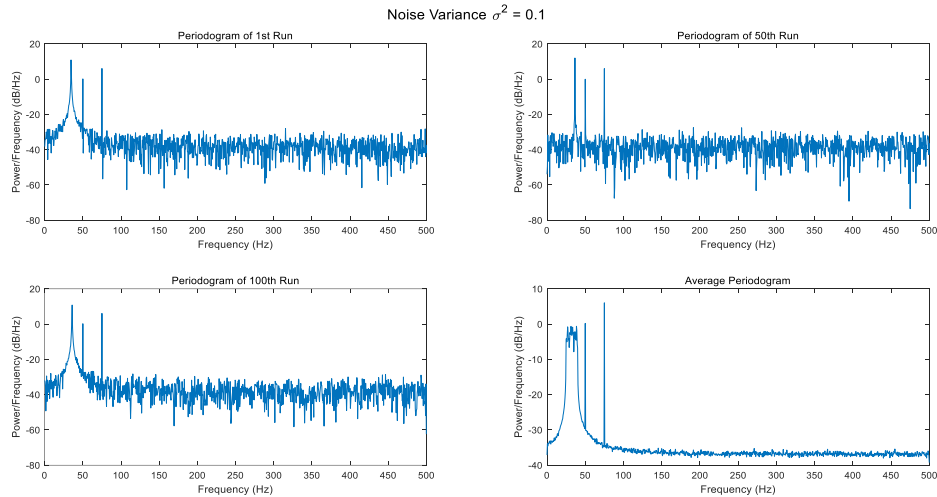 Noise Variance σ² = 0.1
Periodogram of 1st Run
Power/Frequency (dB/Hz)
20
0
-20
-40
-60
-80
0 50 100 150 200 250 300 350 400 450 500
Frequency (Hz)
Periodogram of 50th Run
Power/Frequency (dB/Hz)
20
0
-20
-40
-60
-80
0 50 100 150 200 250 300 350 400 450 500
Frequency (Hz)
Periodogram of 100th Run
Power/Frequency (dB/Hz)
20
0
-20
-40
-60
-80
0 50 100 150 200 250 300 350 400 450 500
Frequency (Hz)
Average Periodogram
Power/Frequency (dB/Hz)
10
0
-10
-20
-30
-40
0 50 100 150 200 250 300 350 400 450 500
Frequency (Hz)